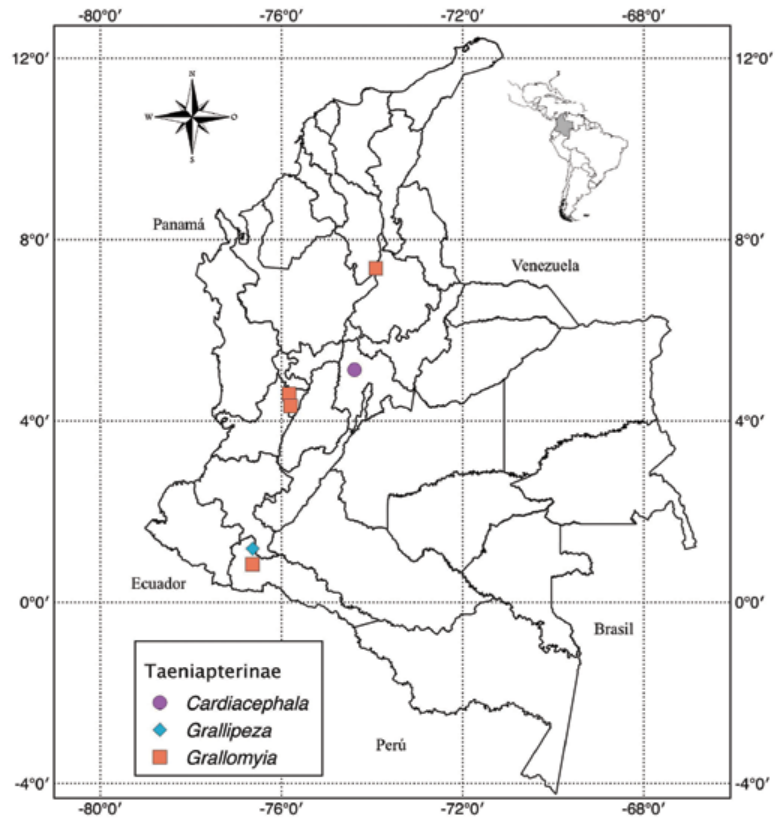 -80°0′ -76°0′ -72°0′ -68°0′
12°0′ 12°0′
N
W O
S
Panamá
8°0′ 8°0′
Venezuela
4°0′ 4°0′
Ecuador
0°0′ 0°0′
Brasil
Taeniapterinae
Cardiacephala
Grallipeza
Grallomyia
Perú
-4°0′ -4°0′
-80°0′ -76°0′ -72°0′ -68°0′